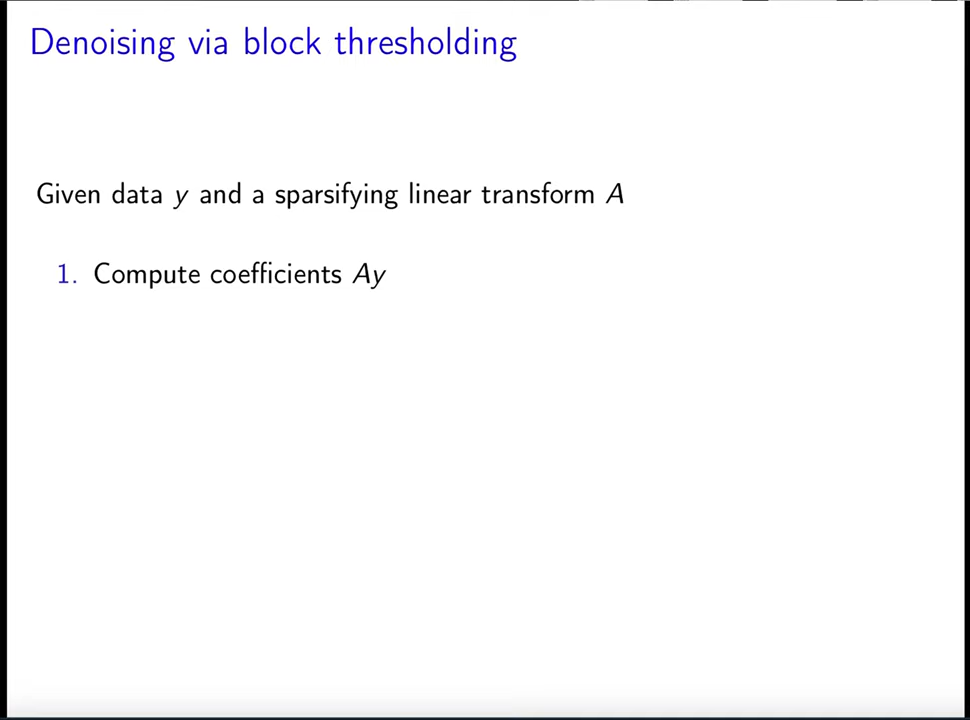 Denoising via block thresholding
Given data y and a sparsifying linear transform A
1. Compute coefficients Ay